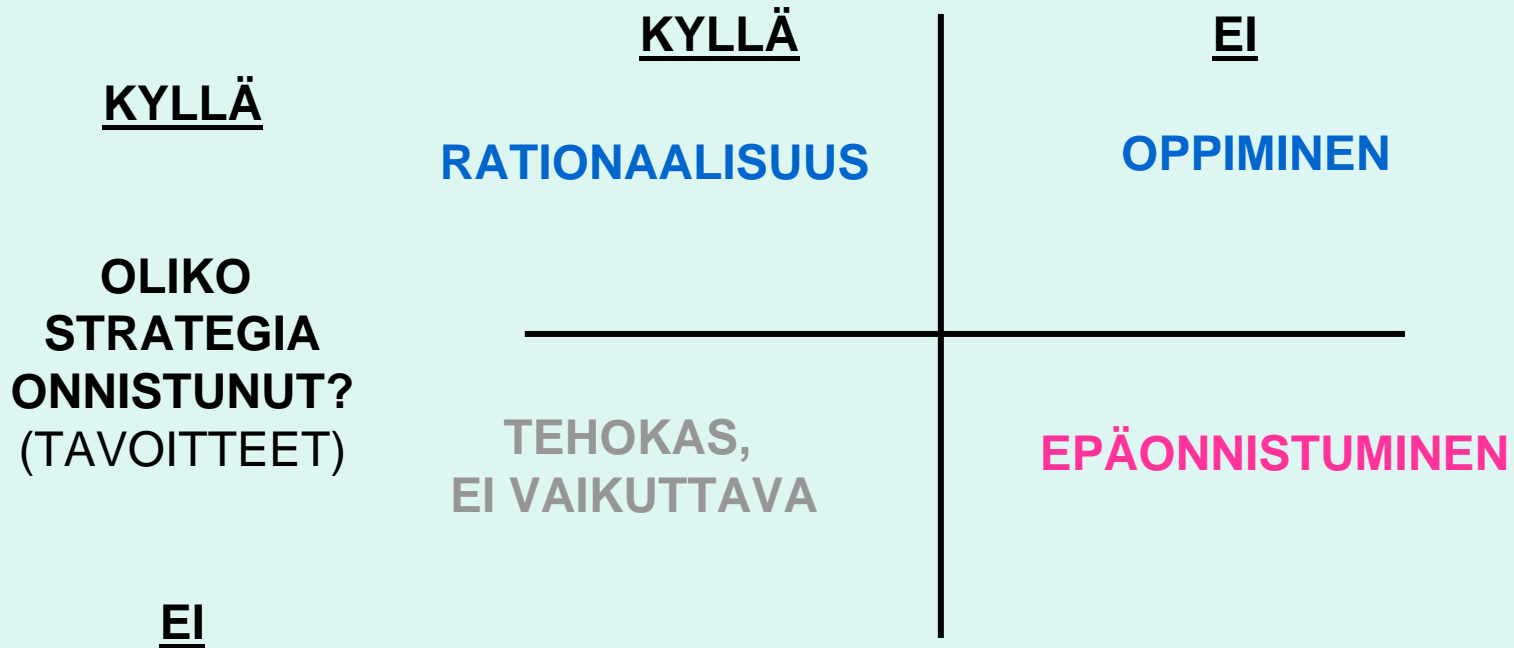 KYLLÄ
EI
KYLLÄ
RATIONAALISUUS
OPPIMINEN
OLIKO
STRATEGIA
ONNISTUNUT?
(TAVOITTEET)
TEHOKAS,
EI VAIKUTTAVA
EPÄONNISTUMINEN
EI